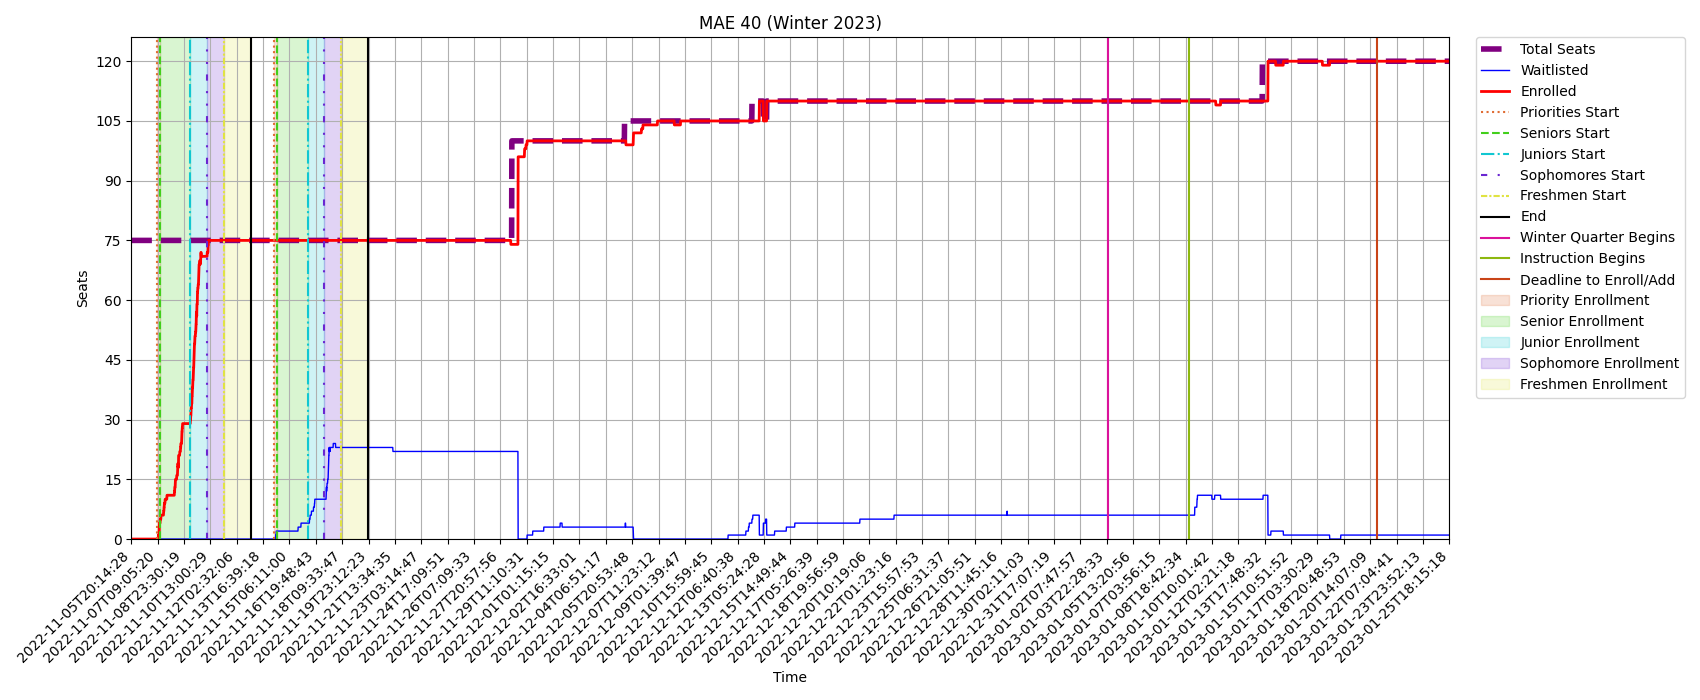 MAE 40 (Winter 2023)
Seats
120
105
90
75
60
45
30
15
0
2022-11-05T20:14:28
2022-11-07T09:05:20
2022-11-08T23:30:19
2022-11-10T13:00:29
2022-11-12T02:32:06
2022-11-13T16:39:18
2022-11-15T06:11:00
2022-11-16T19:48:43
2022-11-18T09:33:47
2022-11-19T23:12:23
2022-11-21T13:34:35
2022-11-23T03:14:47
2022-11-24T17:09:51
2022-11-26T07:09:33
2022-11-27T20:57:56
2022-11-29T11:10:31
2022-12-01T01:15:15
2022-12-02T16:33:01
2022-12-04T06:51:17
2022-12-05T20:53:48
2022-12-07T11:23:12
2022-12-09T01:39:47
2022-12-10T15:59:45
2022-12-12T06:40:38
2022-12-13T05:24:28
2022-12-15T14:49:44
2022-12-17T05:26:39
2022-12-18T19:56:59
2022-12-20T10:19:06
2022-12-22T01:23:16
2022-12-23T15:57:53
2022-12-25T06:31:37
2022-12-26T21:05:51
2022-12-28T11:45:16
2022-12-30T02:11:03
2022-12-31T17:07:19
2023-01-02T07:47:57
2023-01-03T22:28:33
2023-01-05T13:20:56
2023-01-07T03:56:15
2023-01-08T18:42:34
2023-01-10T10:01:42
2023-01-12T02:21:18
2023-01-13T17:48:32
2023-01-15T10:51:52
2023-01-17T03:30:29
2023-01-18T20:48:53
2023-01-20T14:07:09
2023-01-22T07:04:41
2023-01-23T23:52:13
2023-01-25T18:15:18
Time
Total Seats
Waitlisted
Enrolled
Priorities Start
Seniors Start
Juniors Start
Sophomores Start
Freshmen Start
End
Winter Quarter Begins
Instruction Begins
Deadline to Enroll/Add
Priority Enrollment
Senior Enrollment
Junior Enrollment
Sophomore Enrollment
Freshmen Enrollment